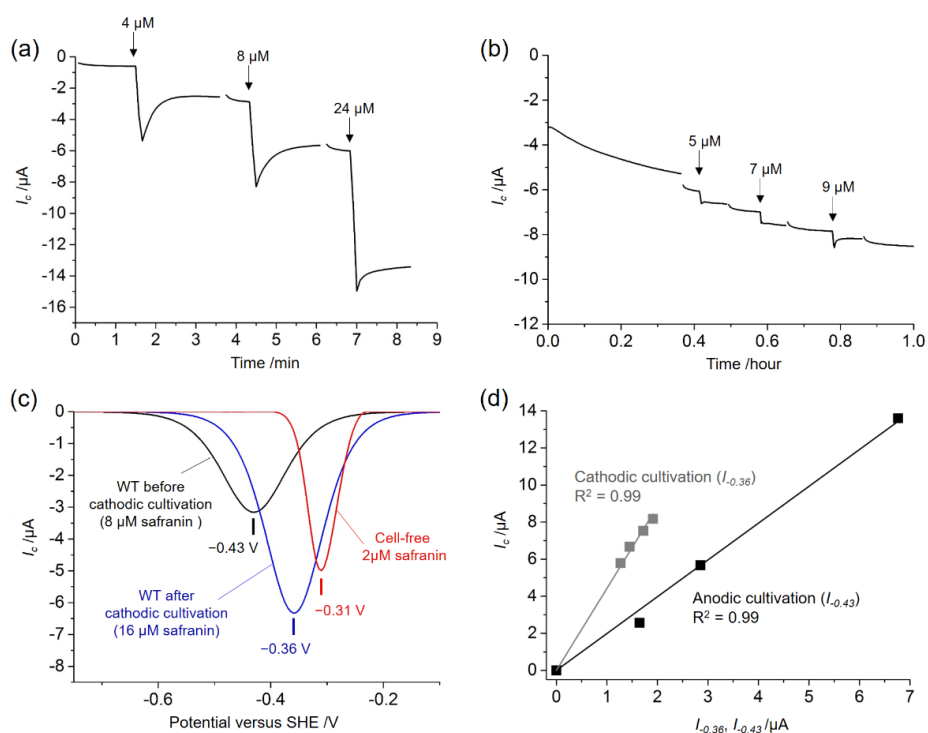 (a)
4 µM
8 µM
24 µM
0
-2
-4
-6
-8
-10
-12
-14
-16
I_c /µA
0 1 2 3 4 5 6 7 8 9
Time /min
(b)
5 µM
7 µM
9 µM
0
-2
-4
-6
-8
-10
-12
I_c /µA
0.0 0.2 0.4 0.6 0.8 1.0
Time /hour
(c)
0
-1
-2
-3
-4
-5
-6
-7
-8
I_c /µA
WT before
cathodic cultivation
(8 µM safranin )
−0.43 V
Cell-free
2µM safranin
−0.31 V
WT after
cathodic cultivation
(16 µM safranin)
−0.36 V
-0.6 -0.4 -0.2
Potential versus SHE /V
(d)
14
12
10
8
6
4
2
0
I_c /µA
Cathodic cultivation (I_-0.36)
R² = 0.99
Anodic cultivation (I_-0.43)
R² = 0.99
0 1 2 3 4 5 6 7
I_-0.36, I_-0.43 /µA